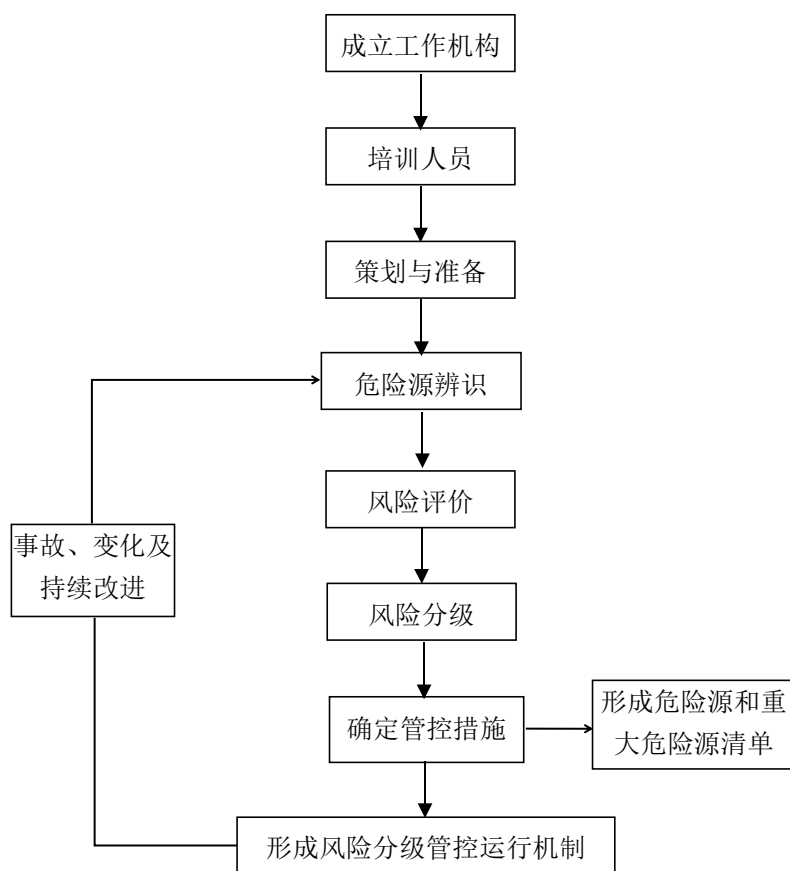 成立工作机构
培训人员
策划与准备
危险源辨识
风险评价
事故、变化及
持续改进
风险分级
确定管控措施
形成危险源和重
大危险源清单
形成风险分级管控运行机制